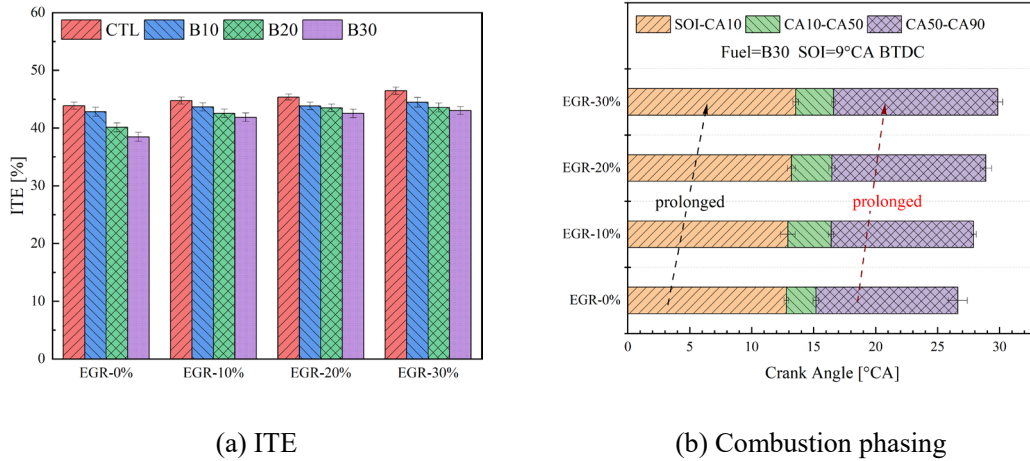 60
50
40
30
20
10
0
ITE [%]
CTL B10 B20 B30
EGR-0% EGR-10% EGR-20% EGR-30%
(a) ITE
SOI-CA10 CA10-CA50 CA50-CA90
Fuel=B30 SOI=9°CA BTDC
EGR-30%
EGR-20%
prolonged prolonged
EGR-10%
EGR-0%
0 5 10 15 20 25 30
Crank Angle [°CA]
(b) Combustion phasing